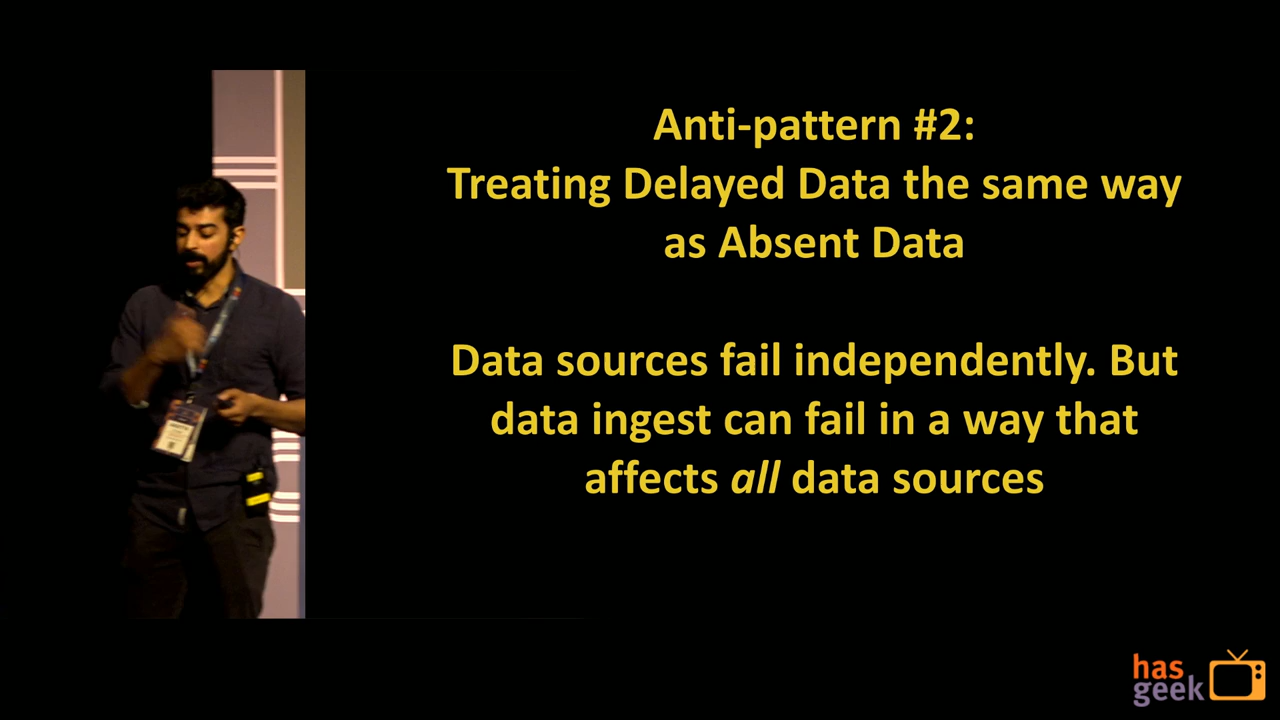 Anti-pattern #2:
Treating Delayed Data the same way
as Absent Data
Data sources fail independently. But
data ingest can fail in a way that
affects all data sources
has
geek